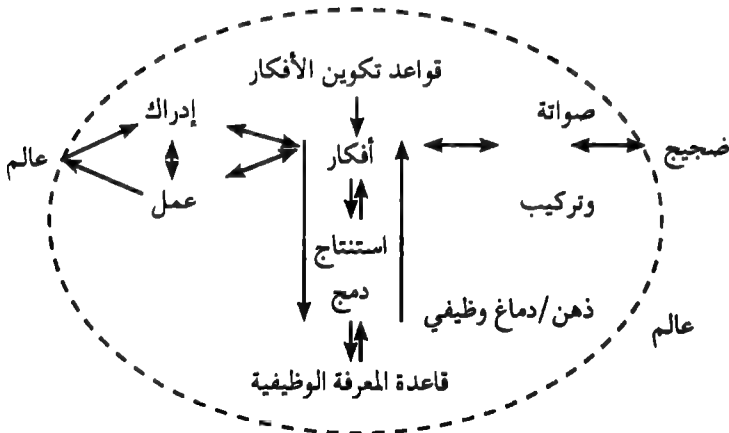 قواعد تكوين الأفكار
صواتة
إدراك
ضجيج
أفكار
عالم
وتركيب
عمل
استنتاج
دمج
ذهن/دماغ وظيفي
عالم
قاعدة المعرفة الوظيفية